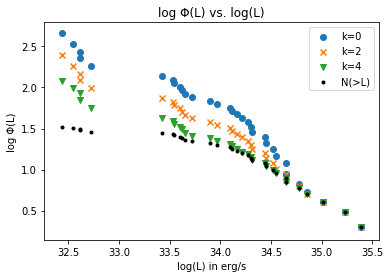 log Φ(L) vs. log(L)
k=0
k=2
k=4
N(>L)
log Φ(L)
2.5
2.0
1.5
1.0
0.5
32.5 33.0 33.5 34.0 34.5 35.0 35.5
log(L) in erg/s